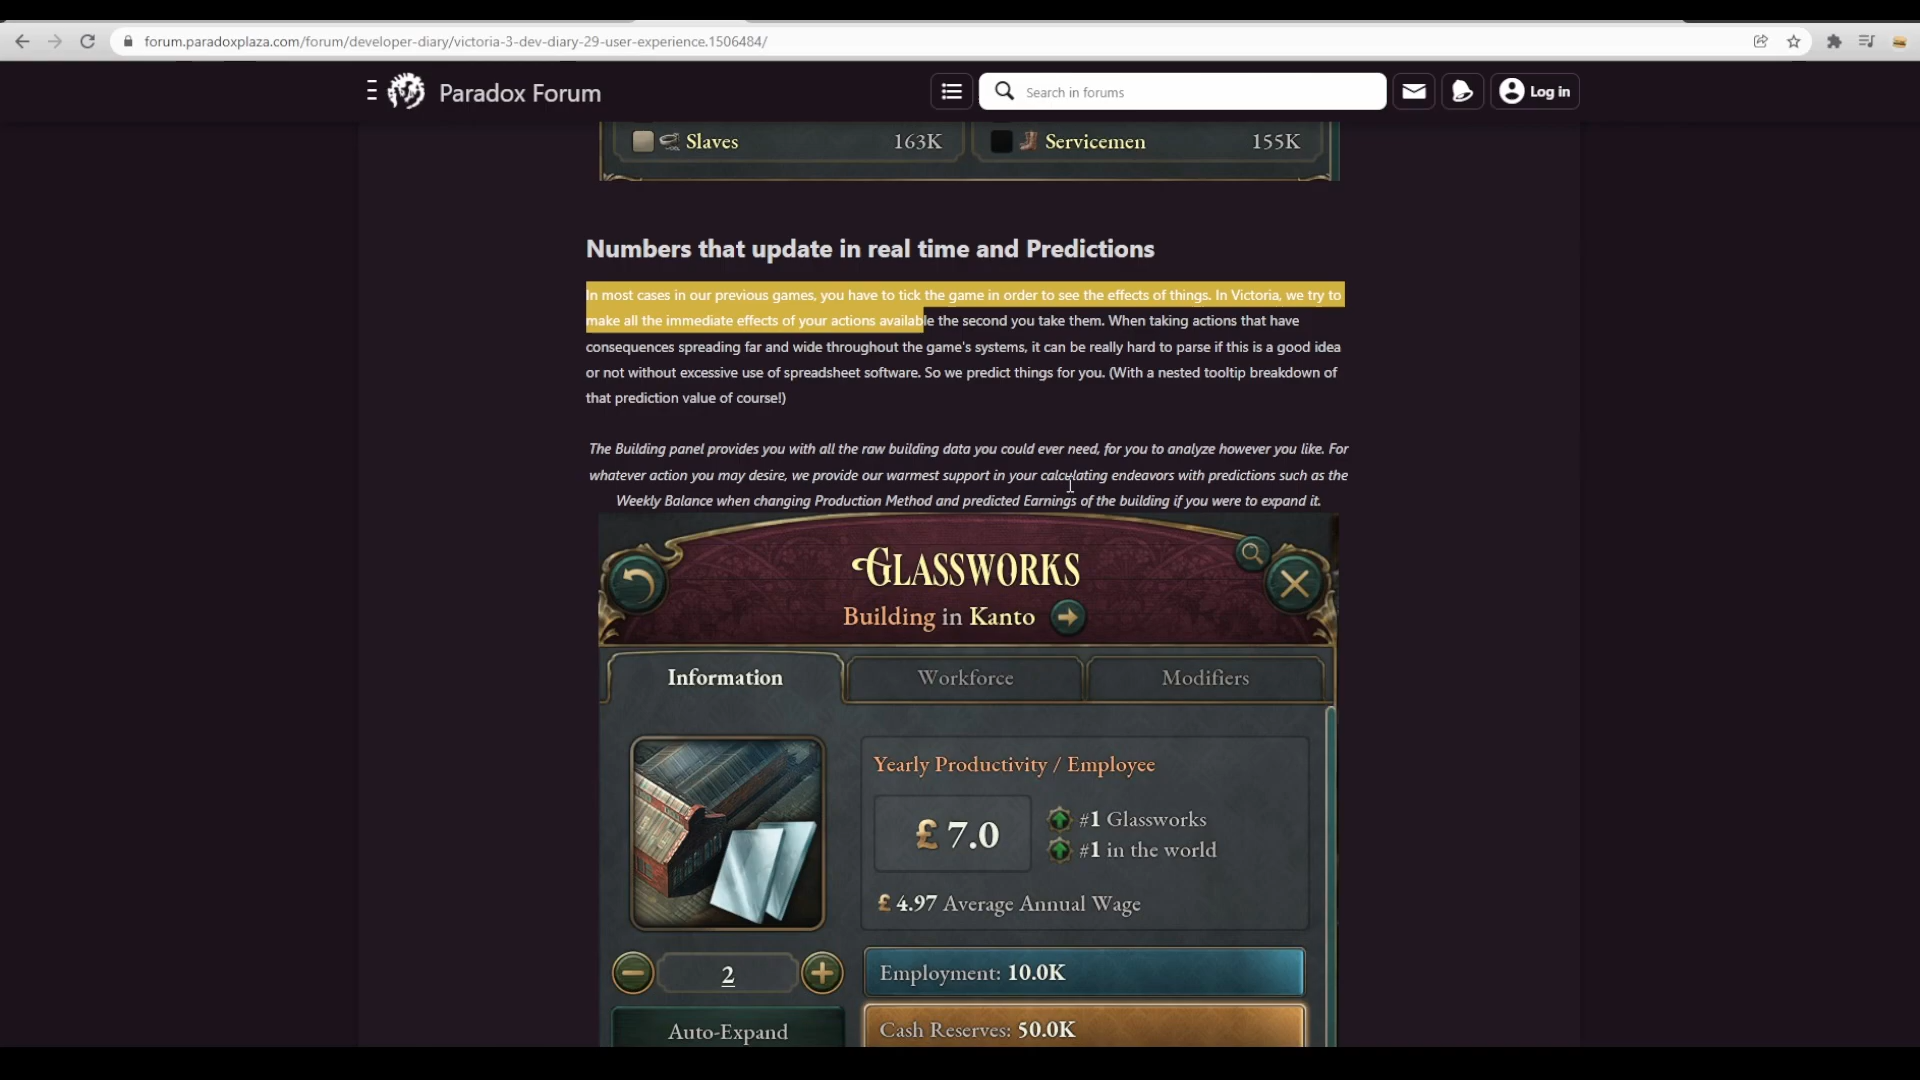 forum.paradoxplaza.com/forum/developer-diary/victoria-3-dev-diary-29-user-experience.1506484/
Paradox Forum
Search in forums
Log in
Slaves 163K
Servicemen 155K
Numbers that update in real time and Predictions
In most cases in our previous games, you have to tick the game in order to see the effects of things. In Victoria, we try to
make all the immediate effects of your actions available the second you take them. When taking actions that have
consequences spreading far and wide throughout the game's systems, it can be really hard to parse if this is a good idea
or not without excessive use of spreadsheet software. So we predict things for you. (With a nested tooltip breakdown of
that prediction value of course!)
The Building panel provides you with all the raw building data you could ever need, for you to analyze however you like. For
whatever action you may desire, we provide our warmest support in your calculating endeavors with predictions such as the
Weekly Balance when changing Production Method and predicted Earnings of the building if you were to expand it.
GLASSWORKS
Building in Kanto
Information
Workforce
Modifiers
Yearly Productivity / Employee
£ 7.0
#1 Glassworks
#1 in the world
£ 4.97 Average Annual Wage
2
Employment: 10.0K
Auto-Expand
Cash Reserves: 50.0K